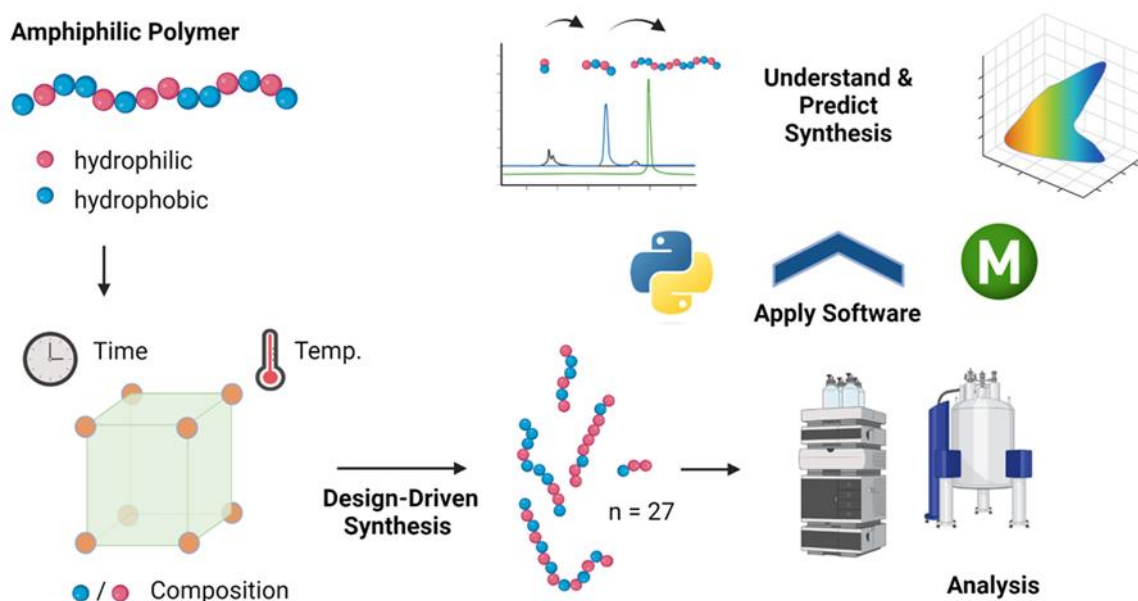 Amphiphilic Polymer
hydrophilic
hydrophobic
Time
Temp.
/
Composition
Design-Driven
Synthesis
n = 27
Analysis
Apply Software
M
Understand &
Predict
Synthesis